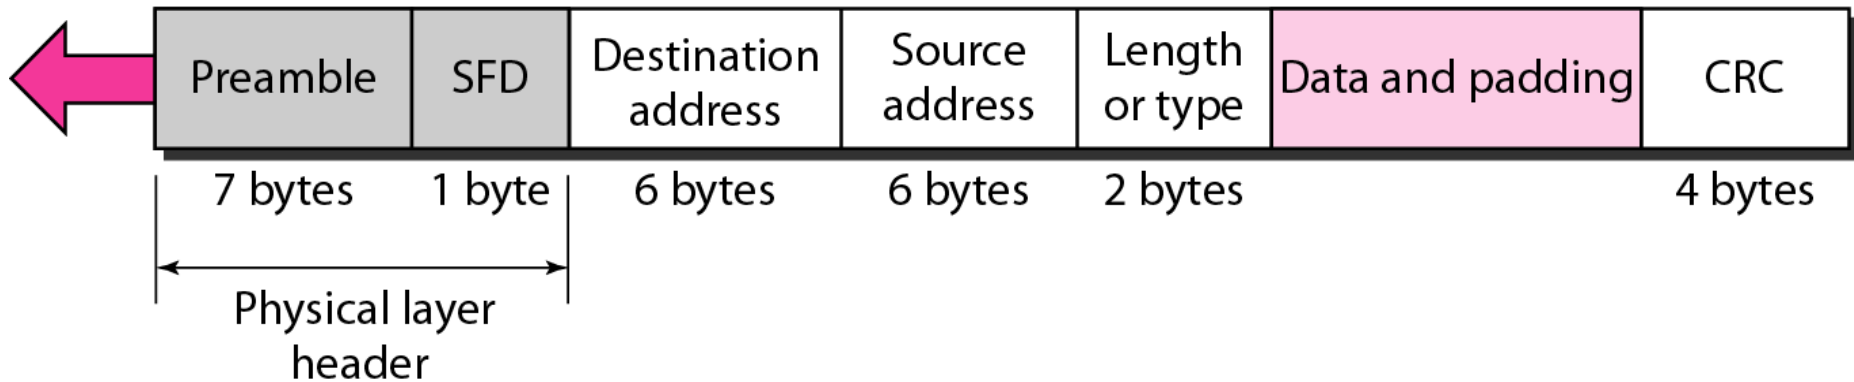 Preamble
SFD
Destination
address
Source
address
Length
or type
Data and padding
CRC
7 bytes
1 byte
6 bytes
6 bytes
2 bytes
4 bytes
Physical layer
header